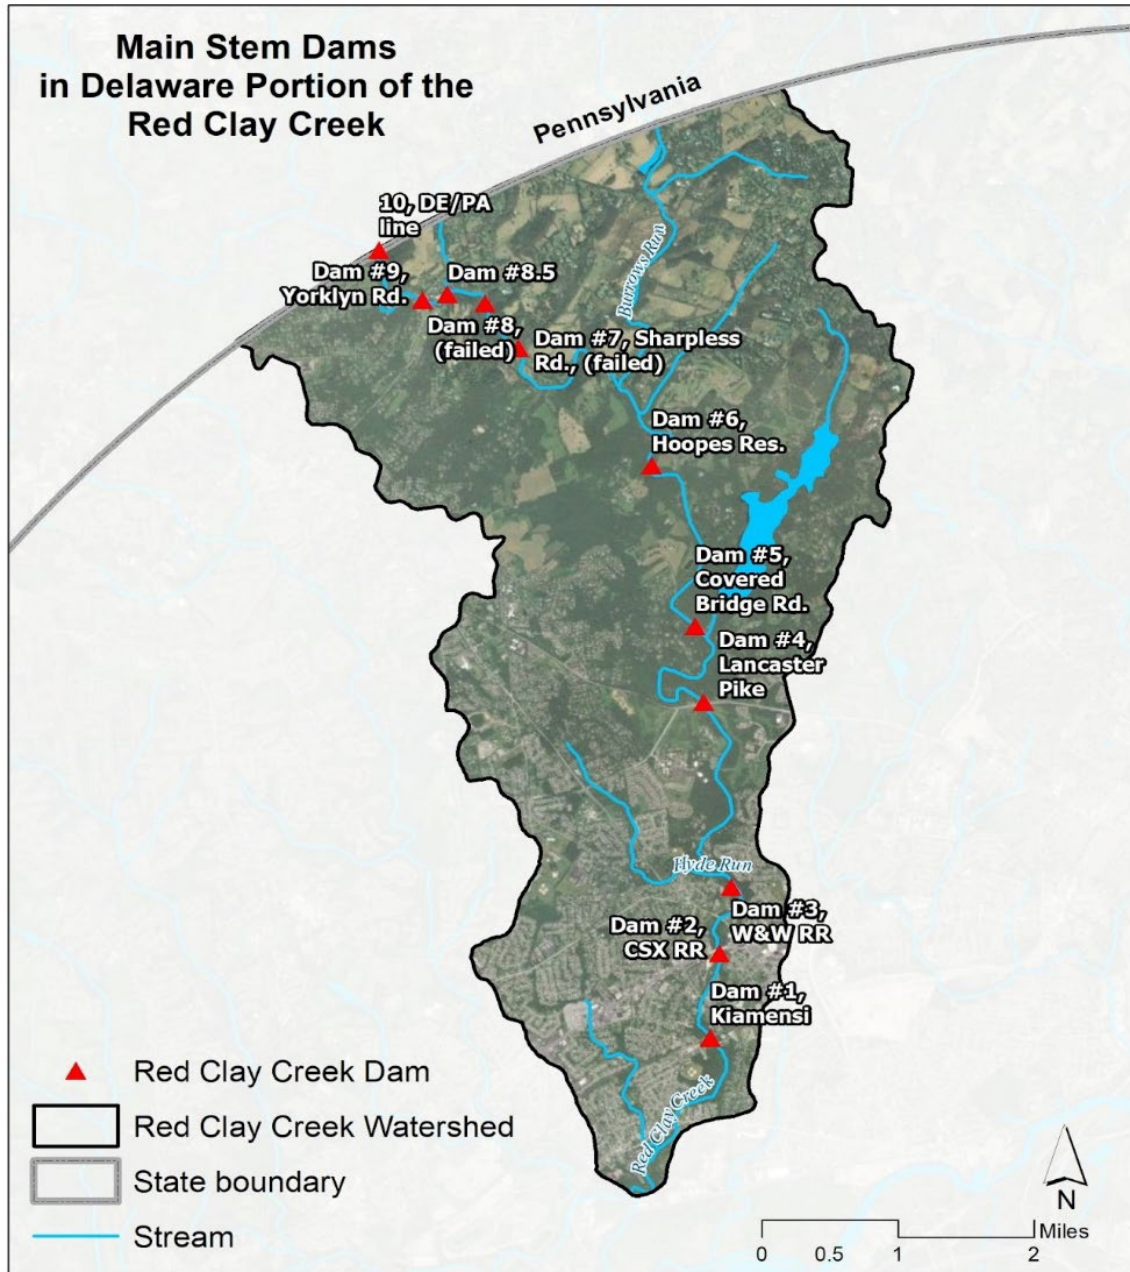 Main Stem Dams
in Delaware Portion of the
Red Clay Creek
Pennsylvania
10, DE/PA
line
Dam #9,
Yorklyn Rd.
Dam #8.5
Dam #8,
(failed)
Dam #7, Sharpless
Rd., (failed)
Burrows Run
Dam #6,
Hoopes Res.
Dam #5,
Covered
Bridge Rd.
Dam #4,
Lancaster
Pike
Hyde Run
Dam #3,
W&W RR
Dam #2,
CSX RR
Dam #1,
Kiamensi
Red Clay Creek
Red Clay Creek Dam
Red Clay Creek Watershed
State boundary
Stream
N
Miles
0 0.5 1 2